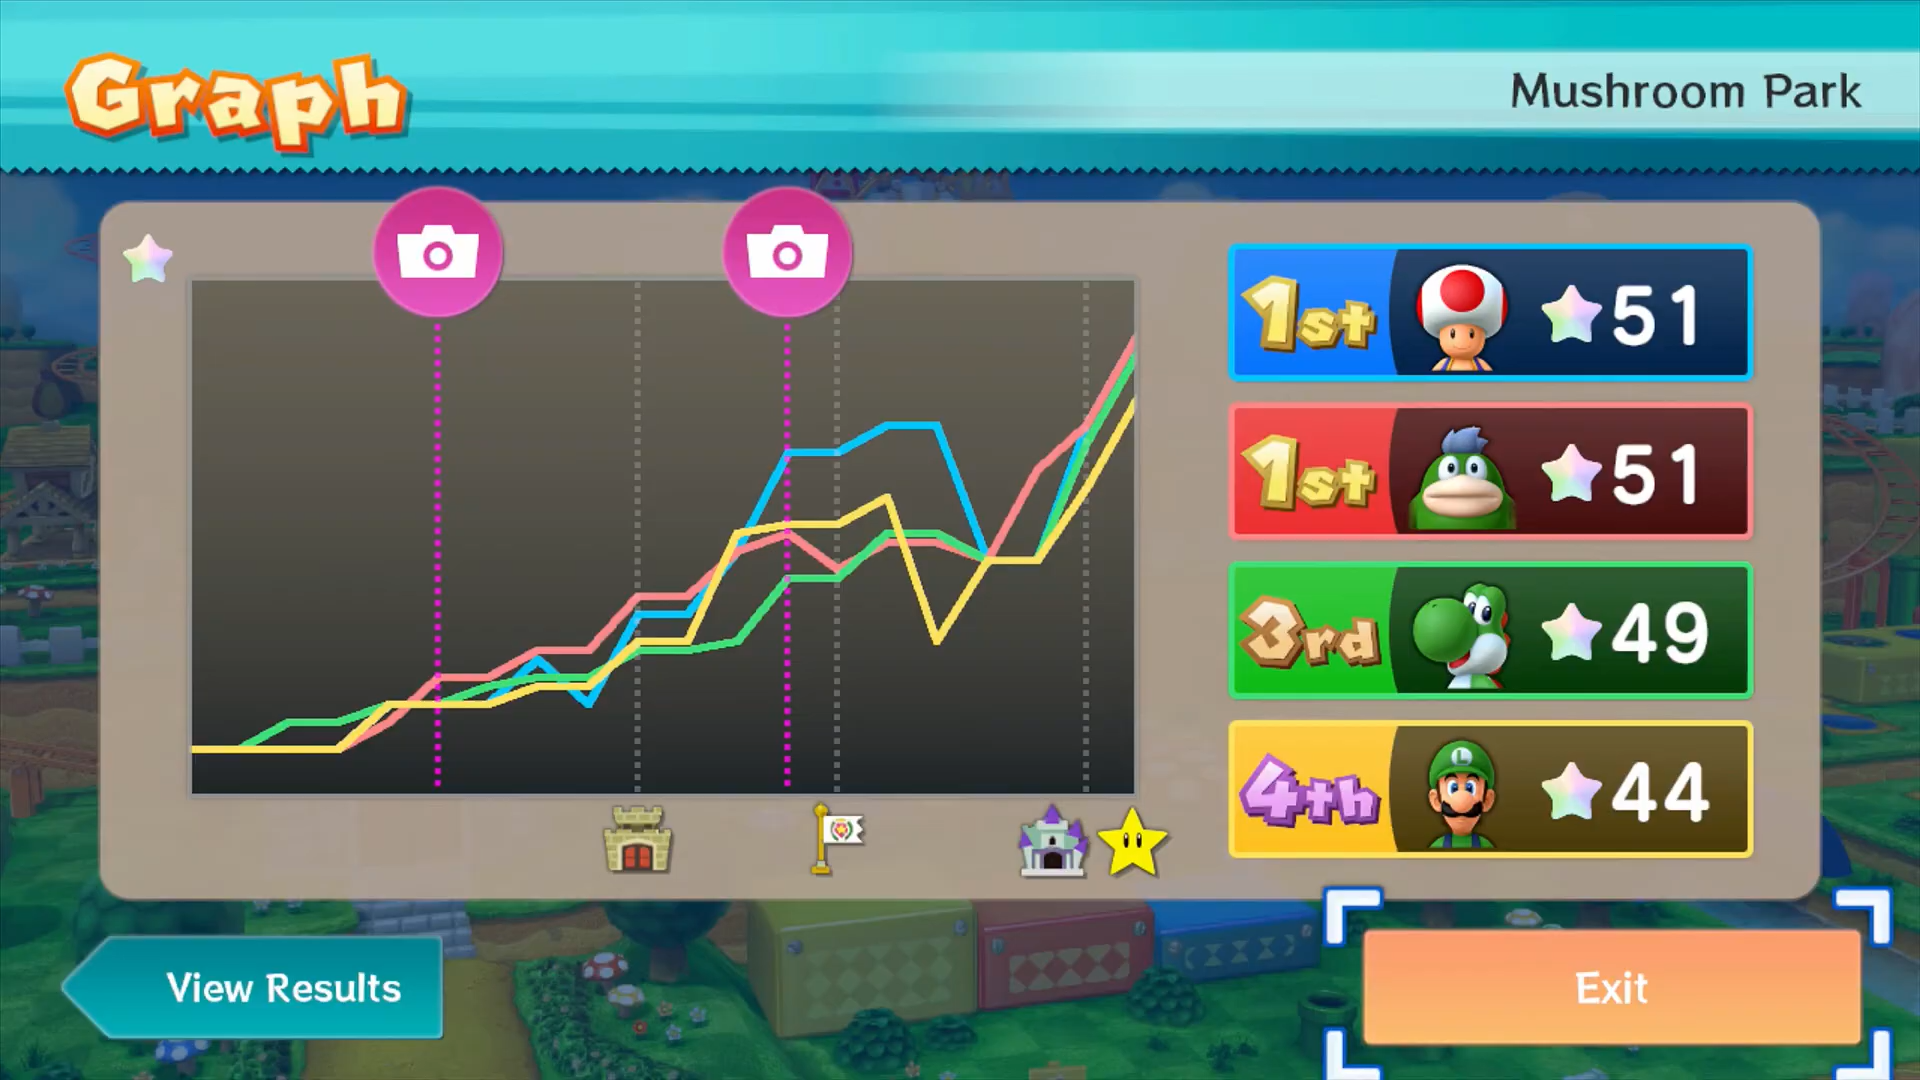 Graph
Mushroom Park
1st 51
1st 51
3rd 49
4th L 44
View Results
Exit